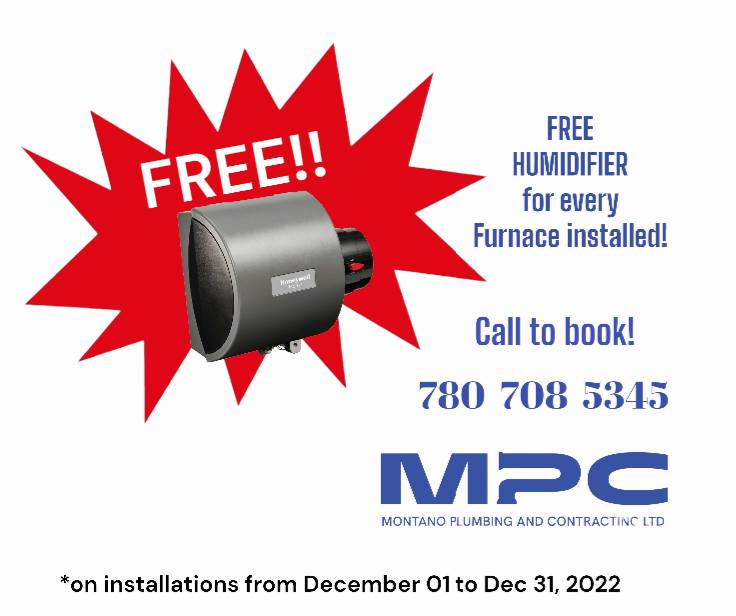 FREE!!
Honeywell
FREE
HUMIDIFIER
for every
Furnace installed!
Call to book!
780 708 5345
MPC
MONTANO PLUMBING AND CONTRACTING LTD
*on installations from December 01 to Dec 31, 2022